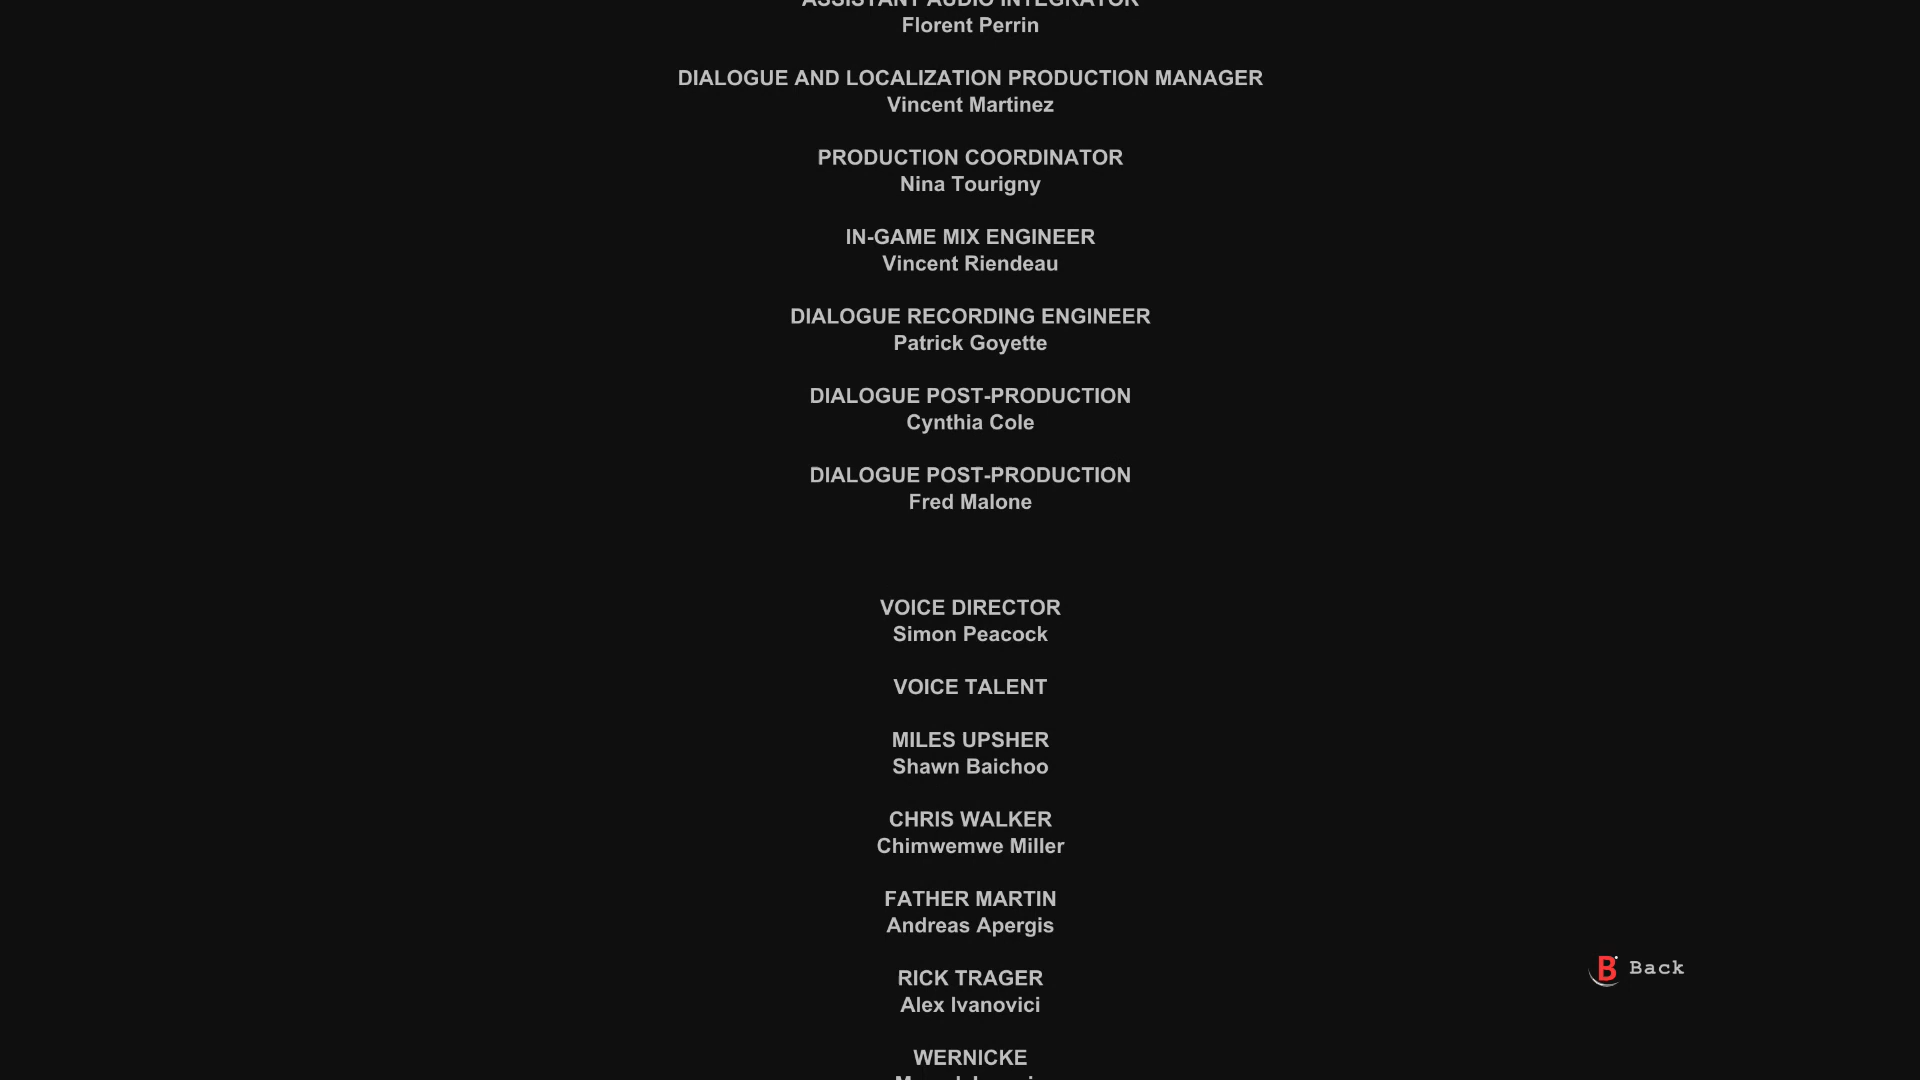 ASSISTANT AUDIO INTEGRATOR
Florent Perrin
DIALOGUE AND LOCALIZATION PRODUCTION MANAGER
Vincent Martinez
PRODUCTION COORDINATOR
Nina Tourigny
IN-GAME MIX ENGINEER
Vincent Riendeau
DIALOGUE RECORDING ENGINEER
Patrick Goyette
DIALOGUE POST-PRODUCTION
Cynthia Cole
DIALOGUE POST-PRODUCTION
Fred Malone
VOICE DIRECTOR
Simon Peacock
VOICE TALENT
MILES UPSHER
Shawn Baichoo
CHRIS WALKER
Chimwemwe Miller
FATHER MARTIN
Andreas Apergis
B Back
RICK TRAGER
Alex Ivanovici
WERNICKE